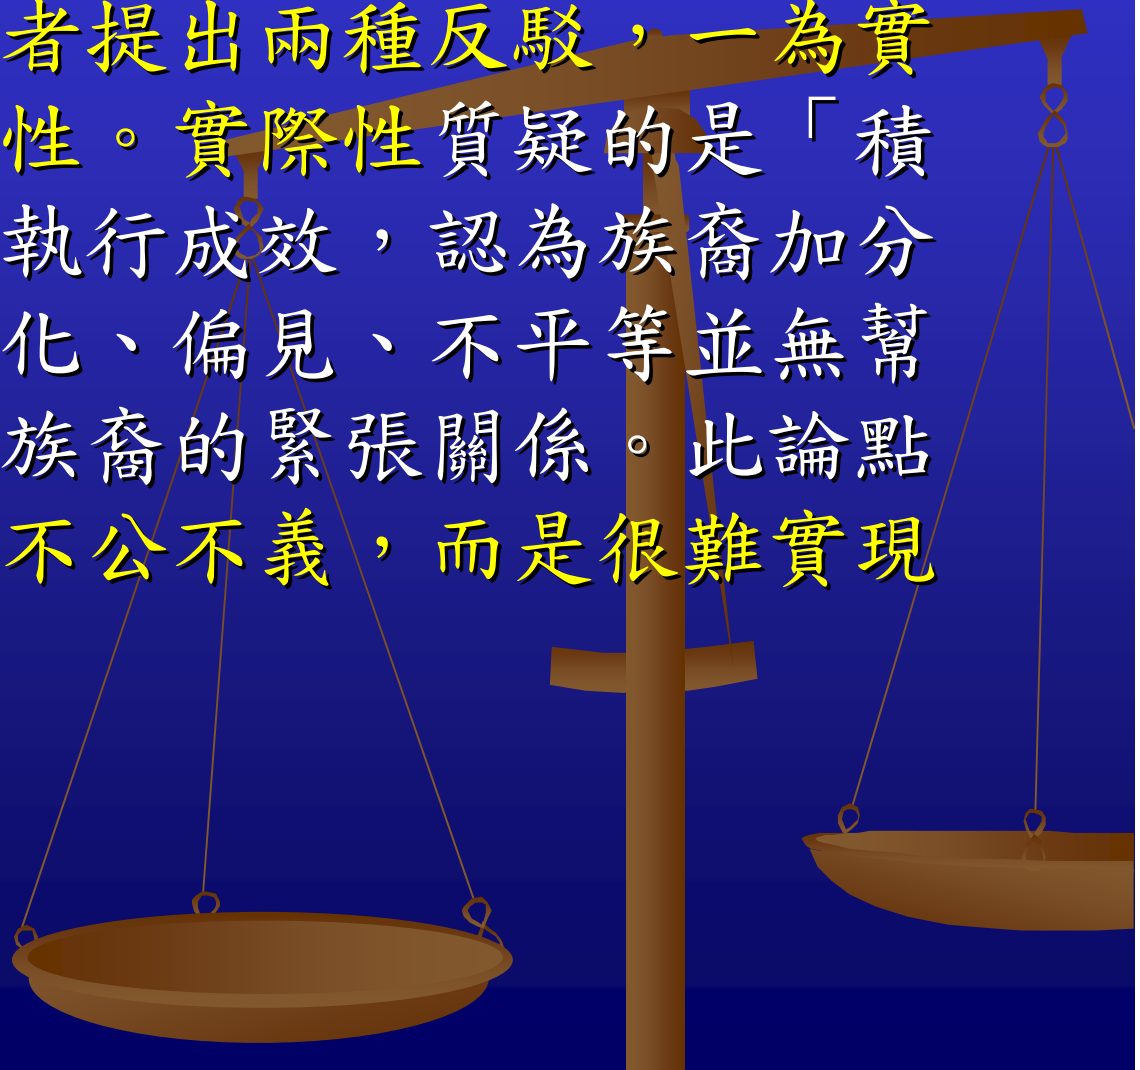 者提出兩種反駁，一為實
性。實際性質疑的是「積
執行成效，認為族裔加分
化、偏見、不平等並無幫
族裔的緊張關係。此論點
不公不義，而是很難實現